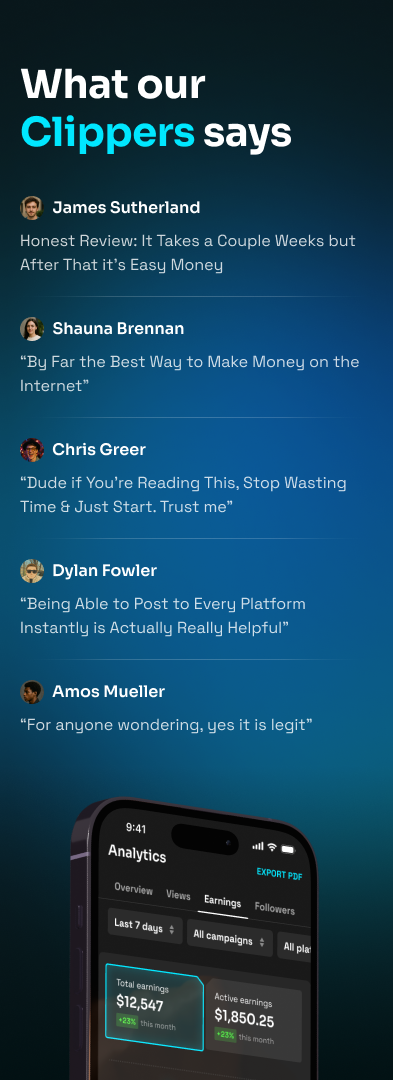 What our
Clippers says
James Sutherland
Honest Review: It Takes a Couple Weeks but
After That it's Easy Money
Shauna Brennan
“By Far the Best Way to Make Money on the
Internet”
Chris Greer
“Dude if You're Reading This, Stop Wasting
Time & Just Start. Trust me”
Dylan Fowler
“Being Able to Post to Every Platform
Instantly is Actually Really Helpful”
Amos Mueller
“For anyone wondering, yes it is legit”
9:41
Analytics
EXPORT PDF
Overview Views Earnings Followers
Last 7 days All campaigns All plat
Total earnings
$12,547
+23% this month
Active earnings
$1,850.25
+23% this month